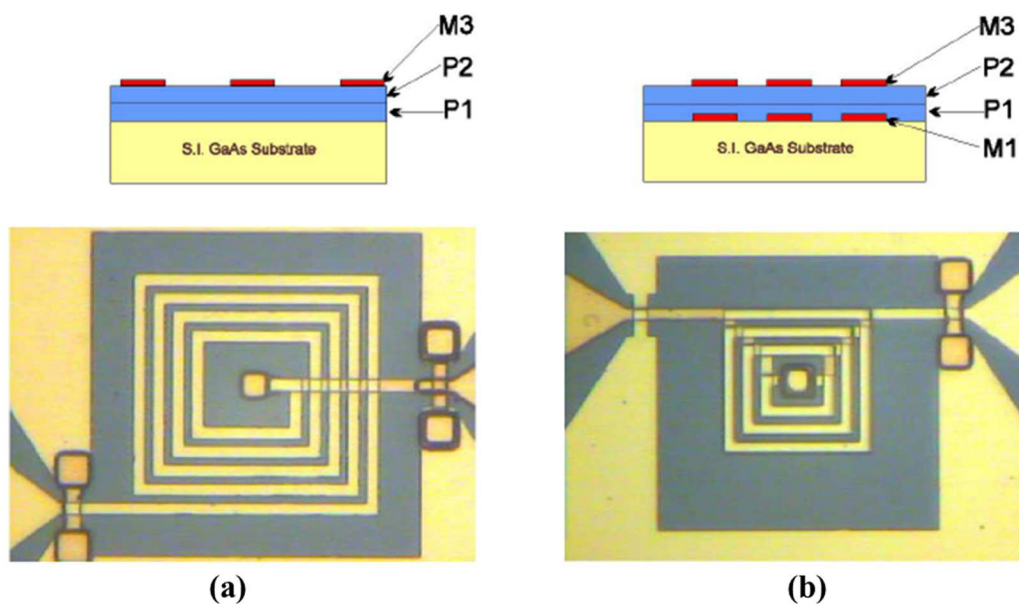 M3
P2
P1
S.I. GaAs Substrate
M3
P2
P1
M1
S.I. GaAs Substrate
(a)
(b)